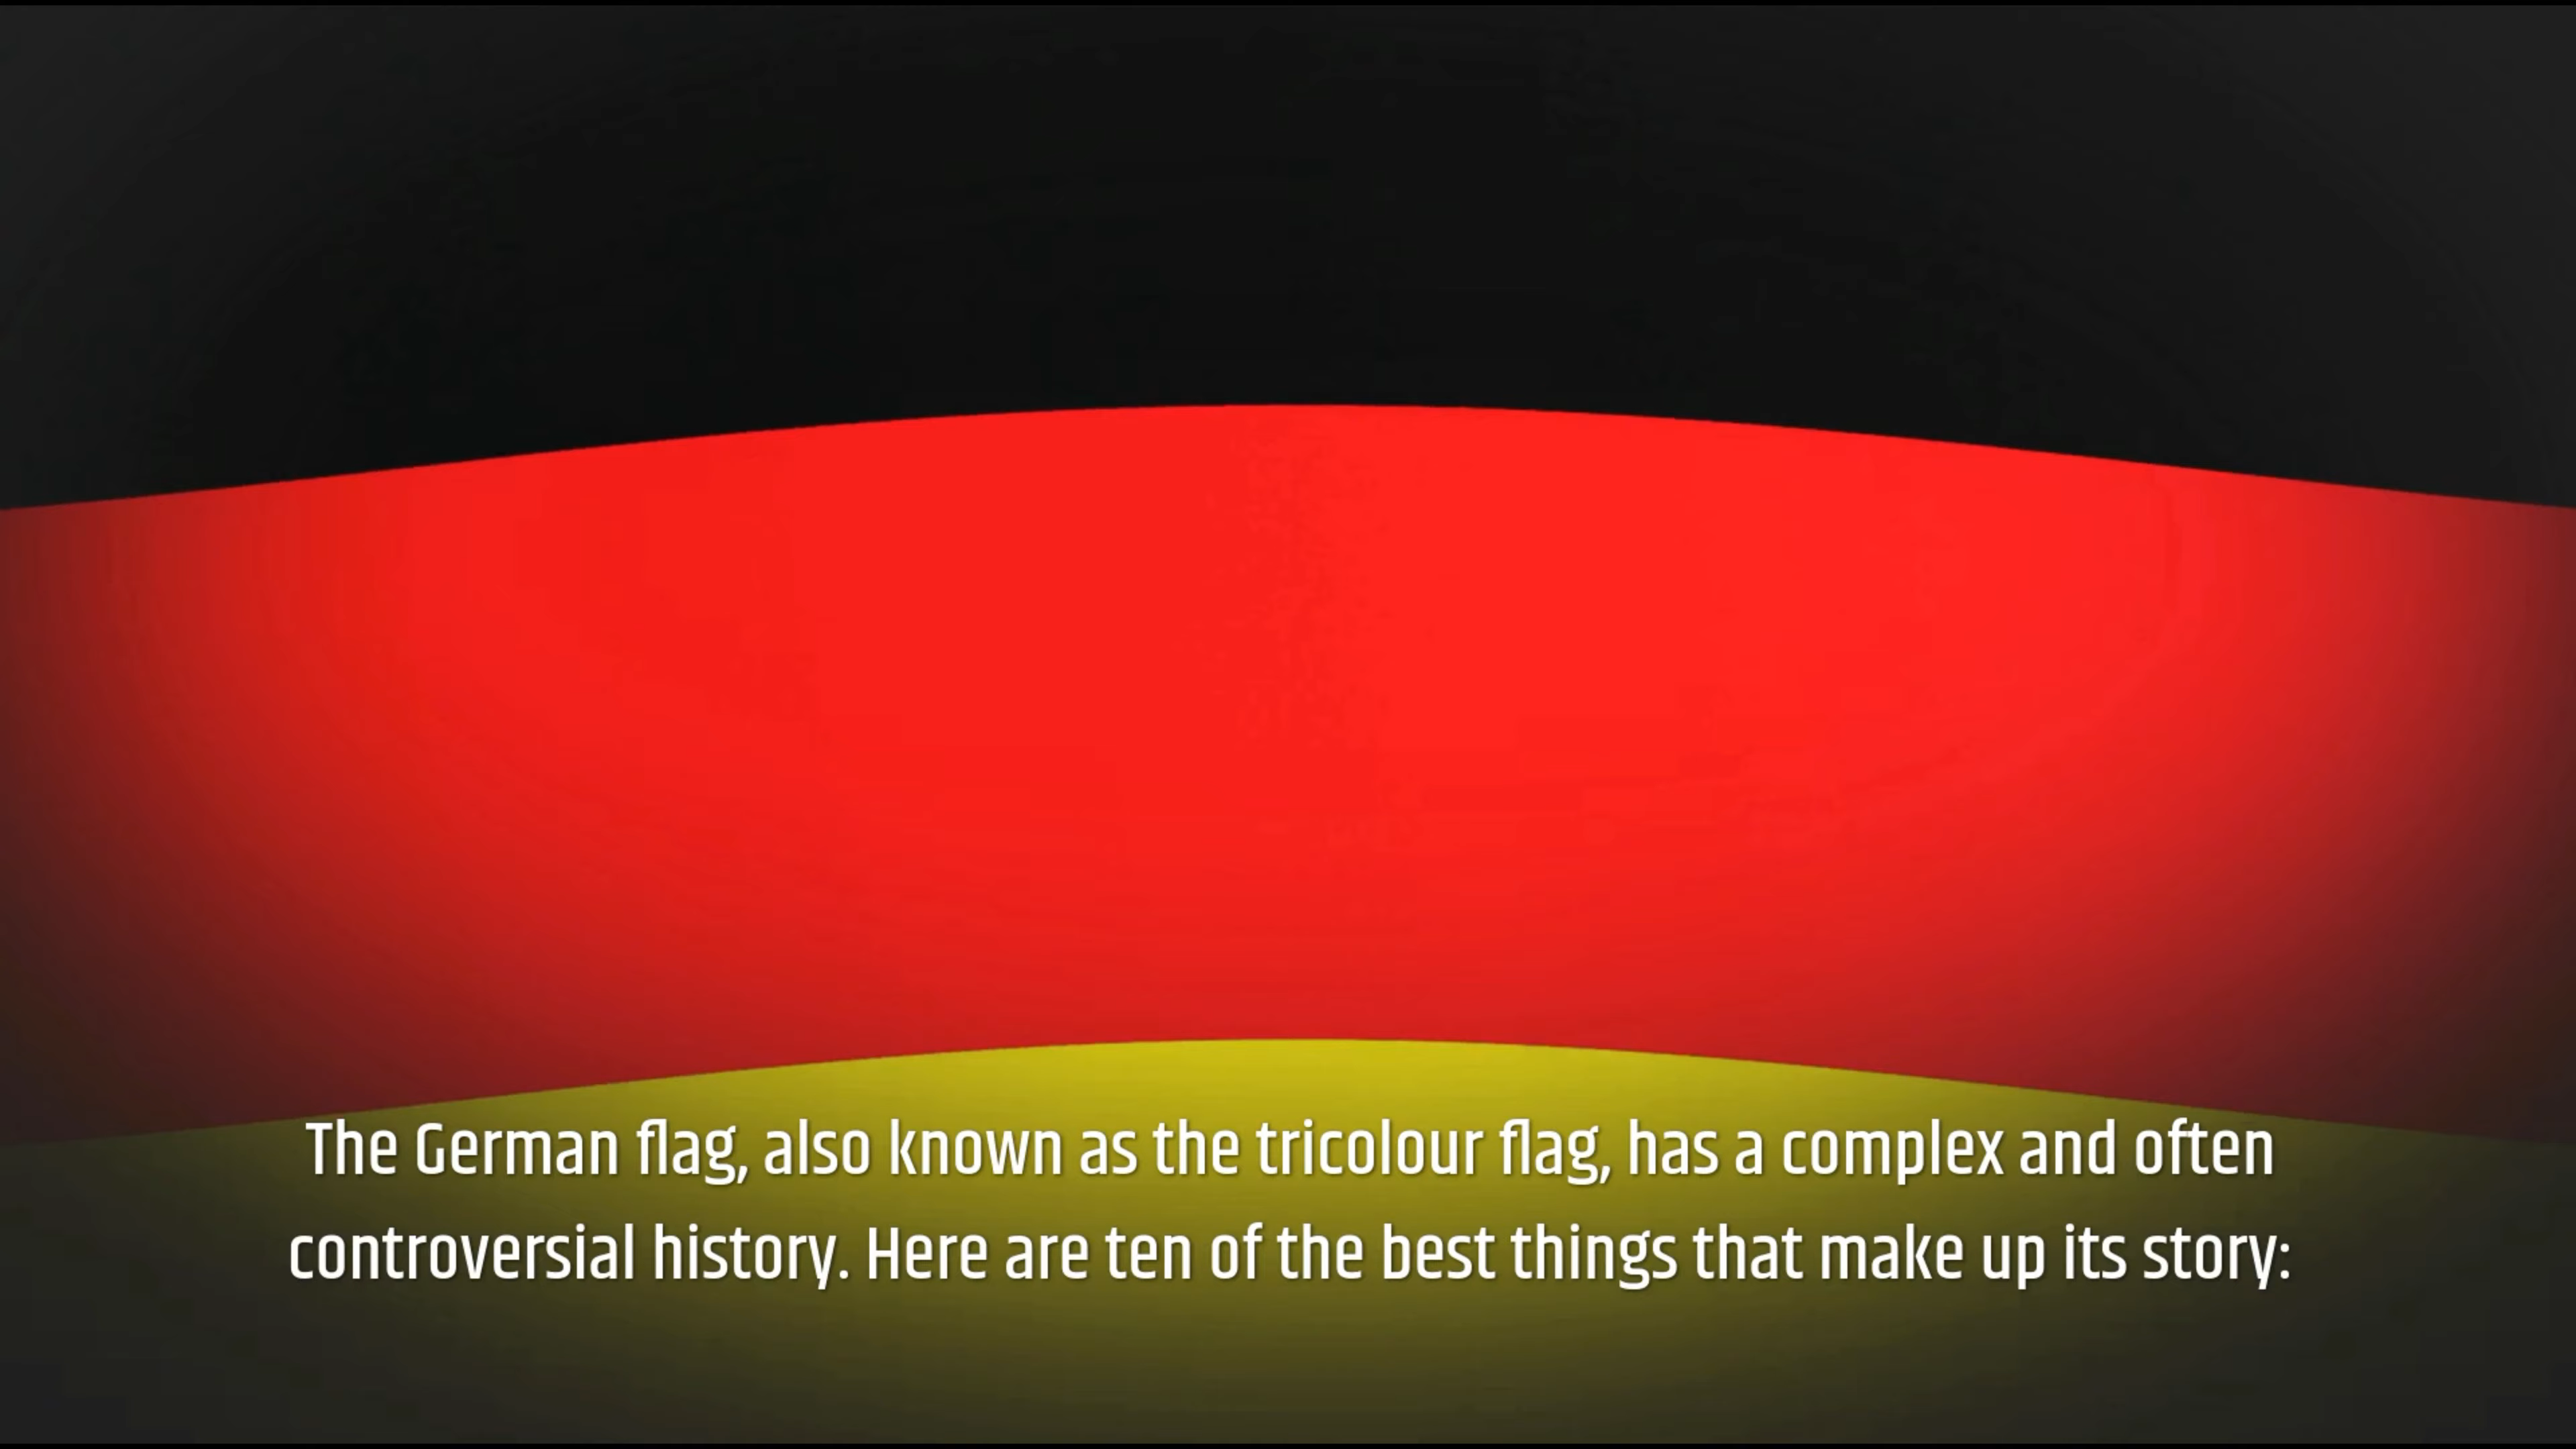 The German flag, also known as the tricolour flag, has a complex and often
controversial history. Here are ten of the best things that make up its story: